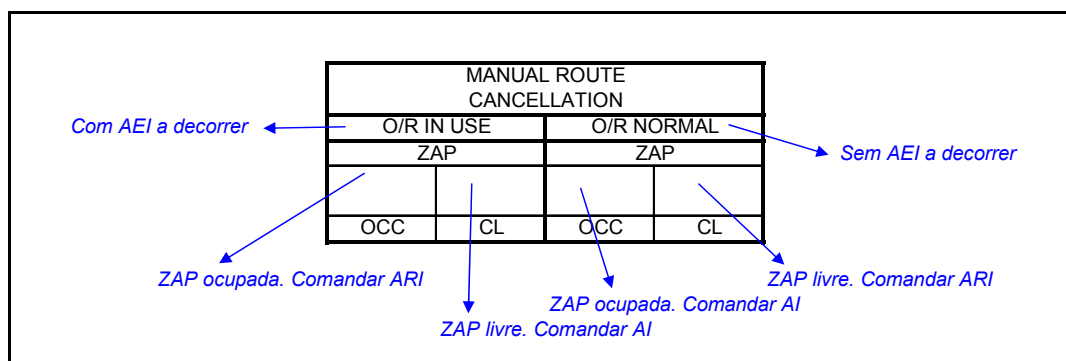 MANUAL ROUTE
CANCELLATION
Com AEI a decorrer
O/R IN USE
O/R NORMAL
Sem AEI a decorrer
ZAP
ZAP
OCC
CL
OCC
CL
ZAP ocupada. Comandar ARI
ZAP livre. Comandar ARI
ZAP ocupada. Comandar AI
ZAP livre. Comandar AI